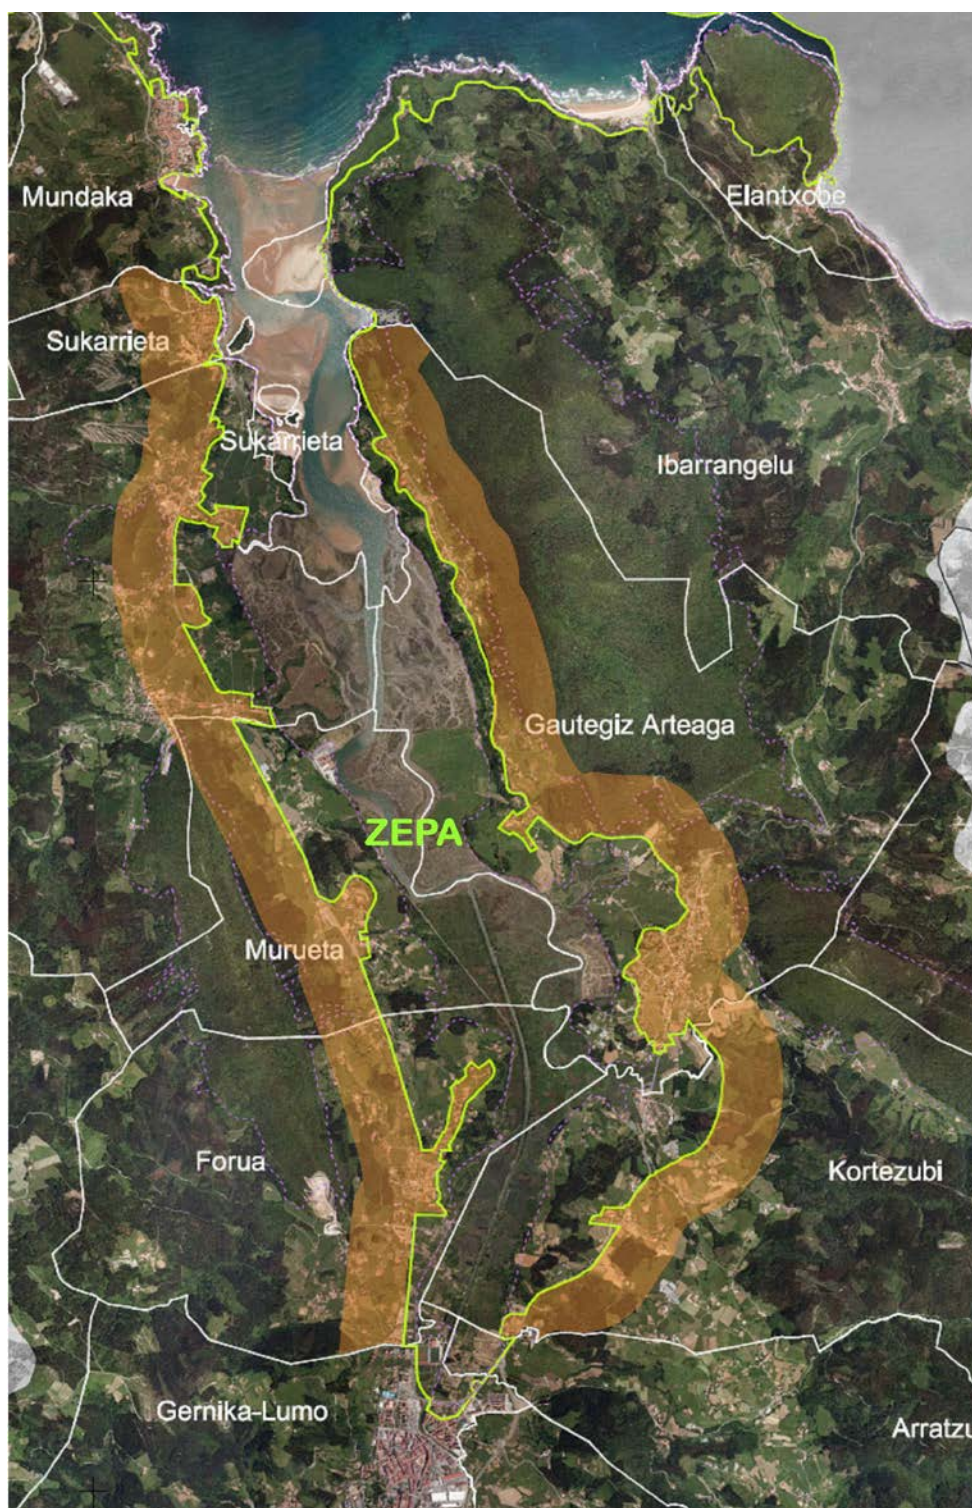 Mundaka
Elantxobe
Sukarrieta
Sukarrieta
Ibarrangelu
Gautegiz Arteaga
ZEPA
Murueta
Forua
Kortezubi
Gernika-Lumo
Arratzu